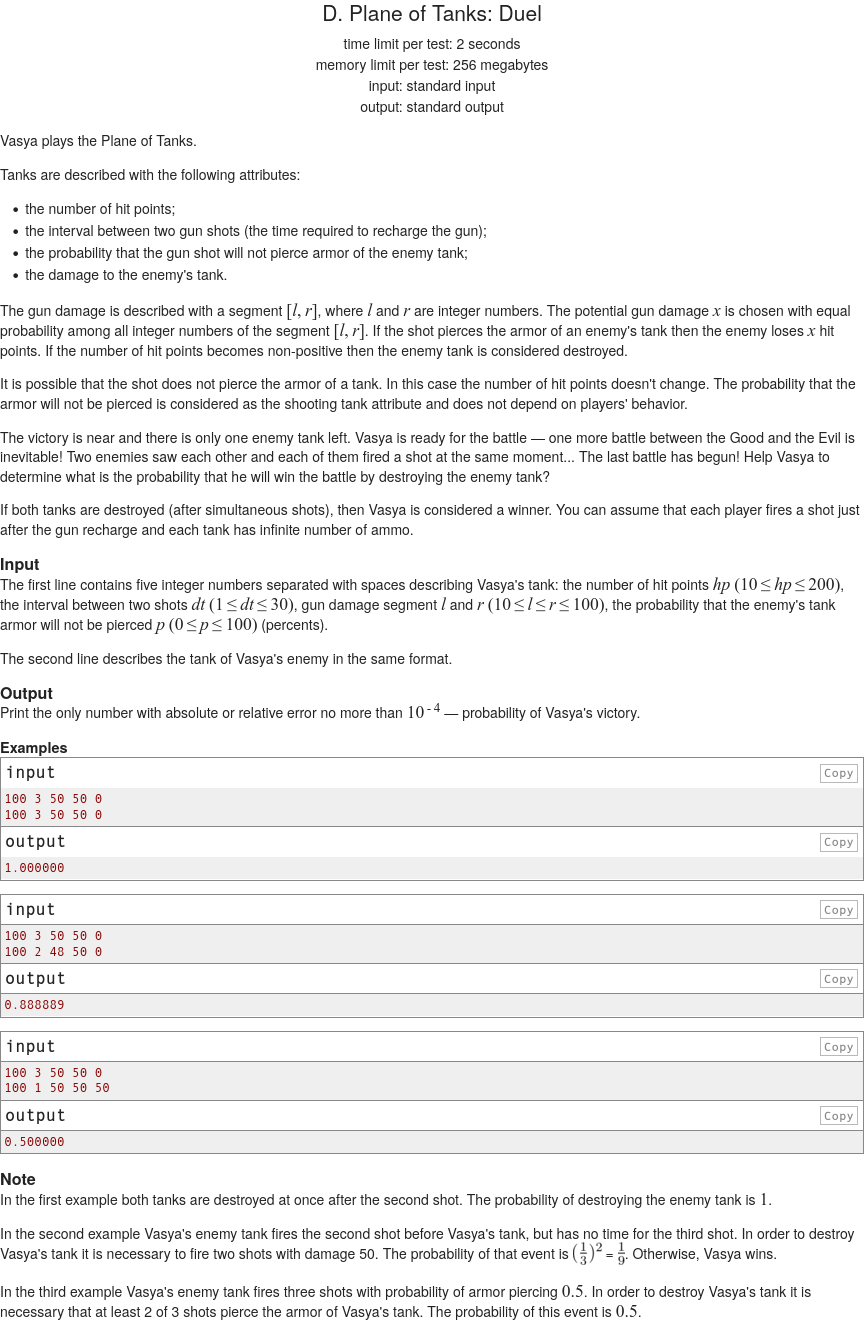 D. Plane of Tanks: Duel
time limit per test: 2 seconds
memory limit per test: 256 megabytes
input: standard input
output: standard output
Vasya plays the Plane of Tanks.
Tanks are described with the following attributes:
• the number of hit points;
• the interval between two gun shots (the time required to recharge the gun);
• the probability that the gun shot will not pierce armor of the enemy tank;
• the damage to the enemy's tank.
The gun damage is described with a segment [l, r], where l and r are integer numbers. The potential gun damage x is chosen with equal
probability among all integer numbers of the segment [l, r]. If the shot pierces the armor of an enemy's tank then the enemy loses x hit
points. If the number of hit points becomes non-positive then the enemy tank is considered destroyed.
It is possible that the shot does not pierce the armor of a tank. In this case the number of hit points doesn't change. The probability that the
armor will not be pierced is considered as the shooting tank attribute and does not depend on players' behavior.
The victory is near and there is only one enemy tank left. Vasya is ready for the battle — one more battle between the Good and the Evil is
inevitable! Two enemies saw each other and each of them fired a shot at the same moment... The last battle has begun! Help Vasya to
determine what is the probability that he will win the battle by destroying the enemy tank?
If both tanks are destroyed (after simultaneous shots), then Vasya is considered a winner. You can assume that each player fires a shot just
after the gun recharge and each tank has infinite number of ammo.
Input
The first line contains five integer numbers separated with spaces describing Vasya's tank: the number of hit points hp (10 ≤ hp ≤ 200),
the interval between two shots dt (1 ≤ dt ≤ 30), gun damage segment l and r (10 ≤ l ≤ r ≤ 100), the probability that the enemy's tank
armor will not be pierced p (0 ≤ p ≤ 100) (percents).
The second line describes the tank of Vasya's enemy in the same format.
Output
Print the only number with absolute or relative error no more than 10^{-4} — probability of Vasya's victory.
Examples
input
Copy
100 3 50 50 0
100 3 50 50 0
output
Copy
1.000000
input
Copy
100 3 50 50 0
100 2 48 50 0
output
Copy
0.888889
input
Copy
100 3 50 50 0
100 1 50 50 50
output
Copy
0.500000
Note
In the first example both tanks are destroyed at once after the second shot. The probability of destroying the enemy tank is 1.
In the second example Vasya's enemy tank fires the second shot before Vasya's tank, but has no time for the third shot. In order to destroy
Vasya's tank it is necessary to fire two shots with damage 50. The probability of that event is (1/3)^2 = 1/9. Otherwise, Vasya wins.
In the third example Vasya's enemy tank fires three shots with probability of armor piercing 0.5. In order to destroy Vasya's tank it is
necessary that at least 2 of 3 shots pierce the armor of Vasya's tank. The probability of this event is 0.5.